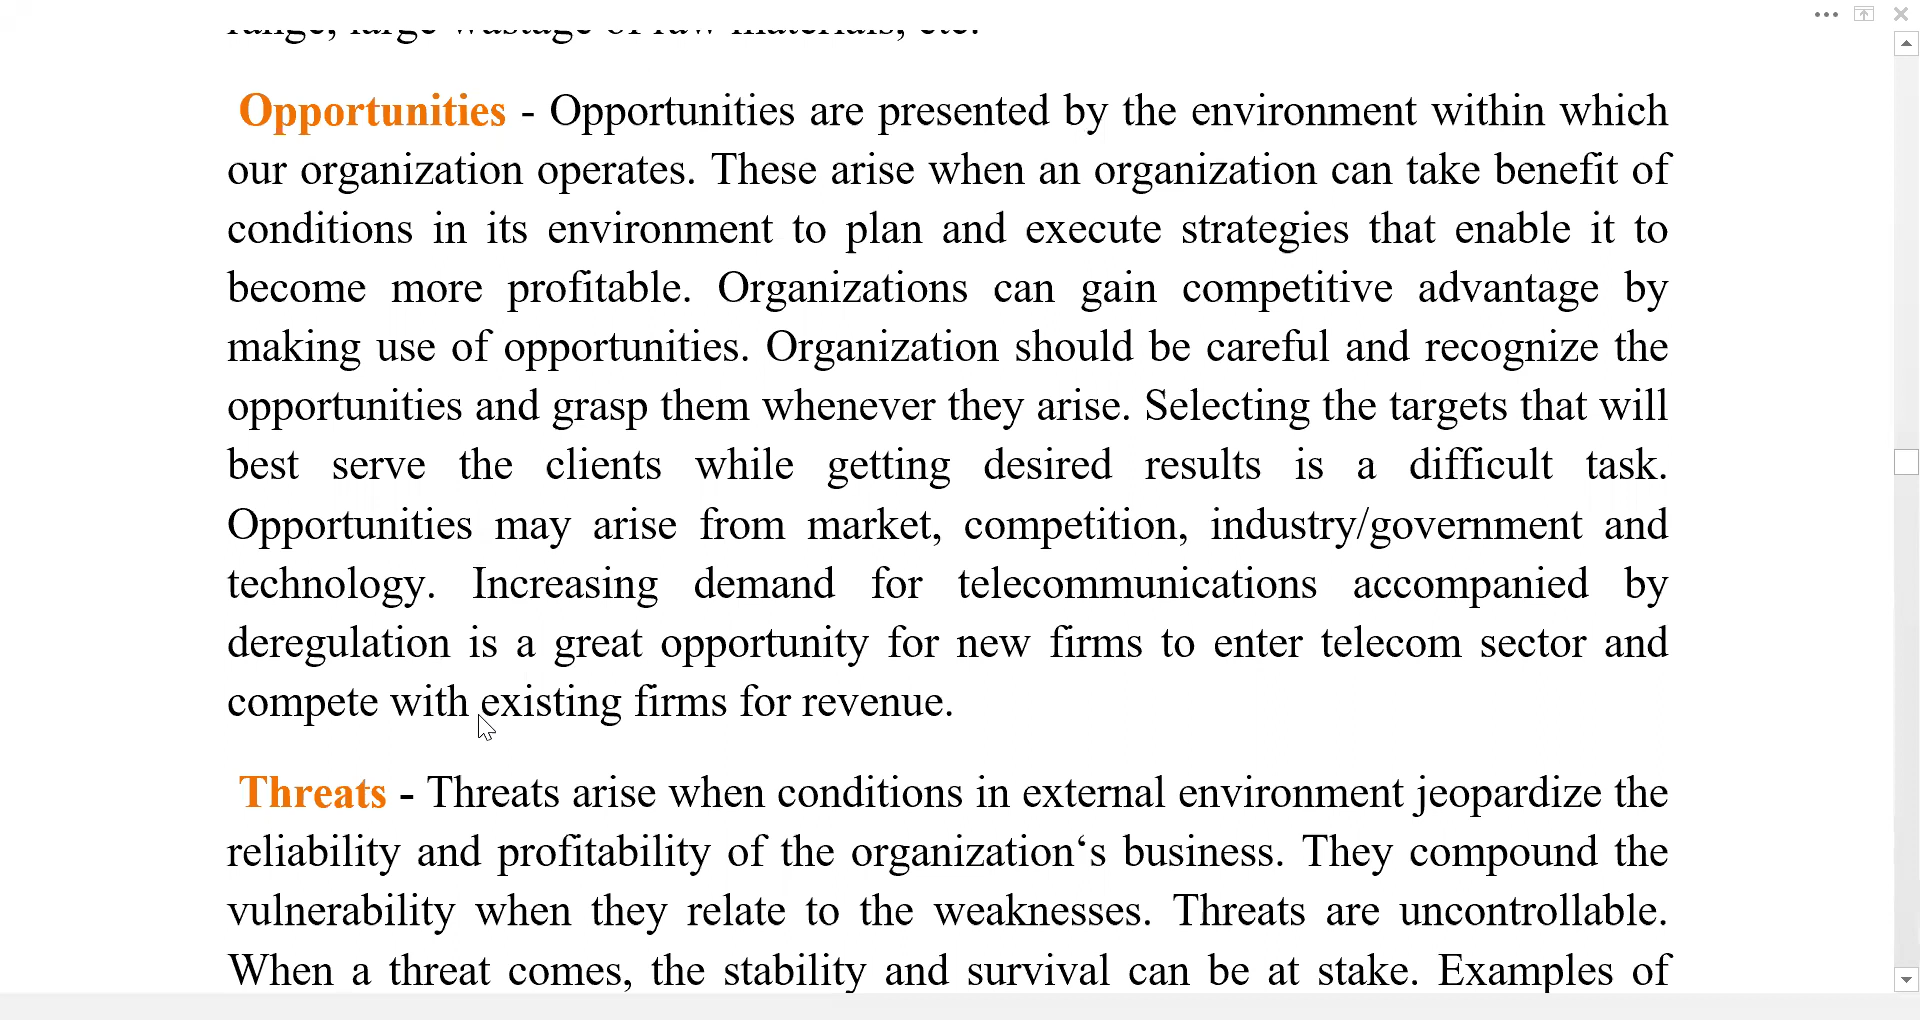 range, large wastage of raw materials, etc.
Opportunities - Opportunities are presented by the environment within which
our organization operates. These arise when an organization can take benefit of
conditions in its environment to plan and execute strategies that enable it to
become more profitable. Organizations can gain competitive advantage by
making use of opportunities. Organization should be careful and recognize the
opportunities and grasp them whenever they arise. Selecting the targets that will
best serve the clients while getting desired results is a difficult task.
Opportunities may arise from market, competition, industry/government and
technology. Increasing demand for telecommunications accompanied by
deregulation is a great opportunity for new firms to enter telecom sector and
compete with existing firms for revenue.
Threats - Threats arise when conditions in external environment jeopardize the
reliability and profitability of the organization‘s business. They compound the
vulnerability when they relate to the weaknesses. Threats are uncontrollable.
When a threat comes, the stability and survival can be at stake. Examples of